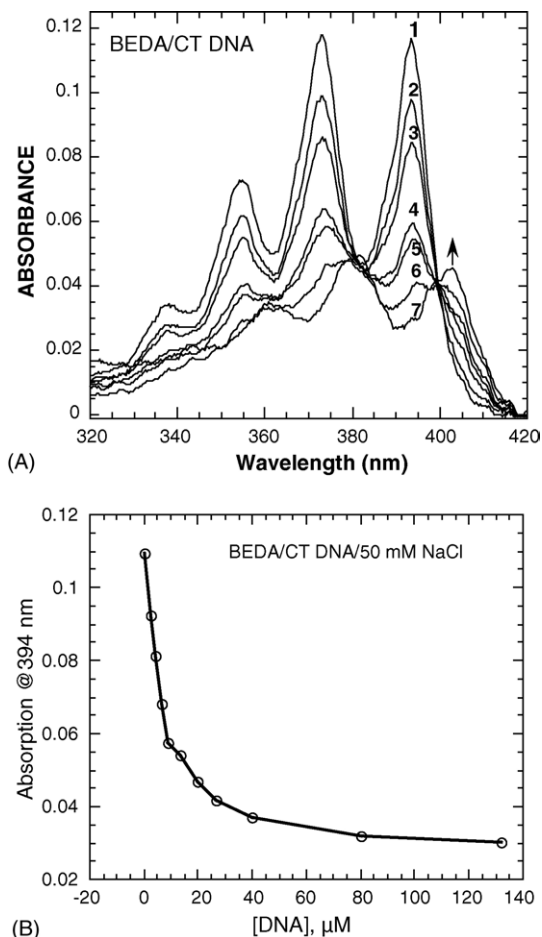 0.12
BEDA/CT DNA
1
0.1
2
3
0.08
ABSORBANCE
0.06
4
5
0.04
6
7
0.02
0
320 340 360 380 400 420
Wavelength (nm)
(A)
0.12
BEDA/CT DNA/50 mM NaCl
0.1
Absorption @394 nm
0.08
0.06
0.04
0.02
-20 0 20 40 60 80 100 120 140
[DNA], μM
(B)